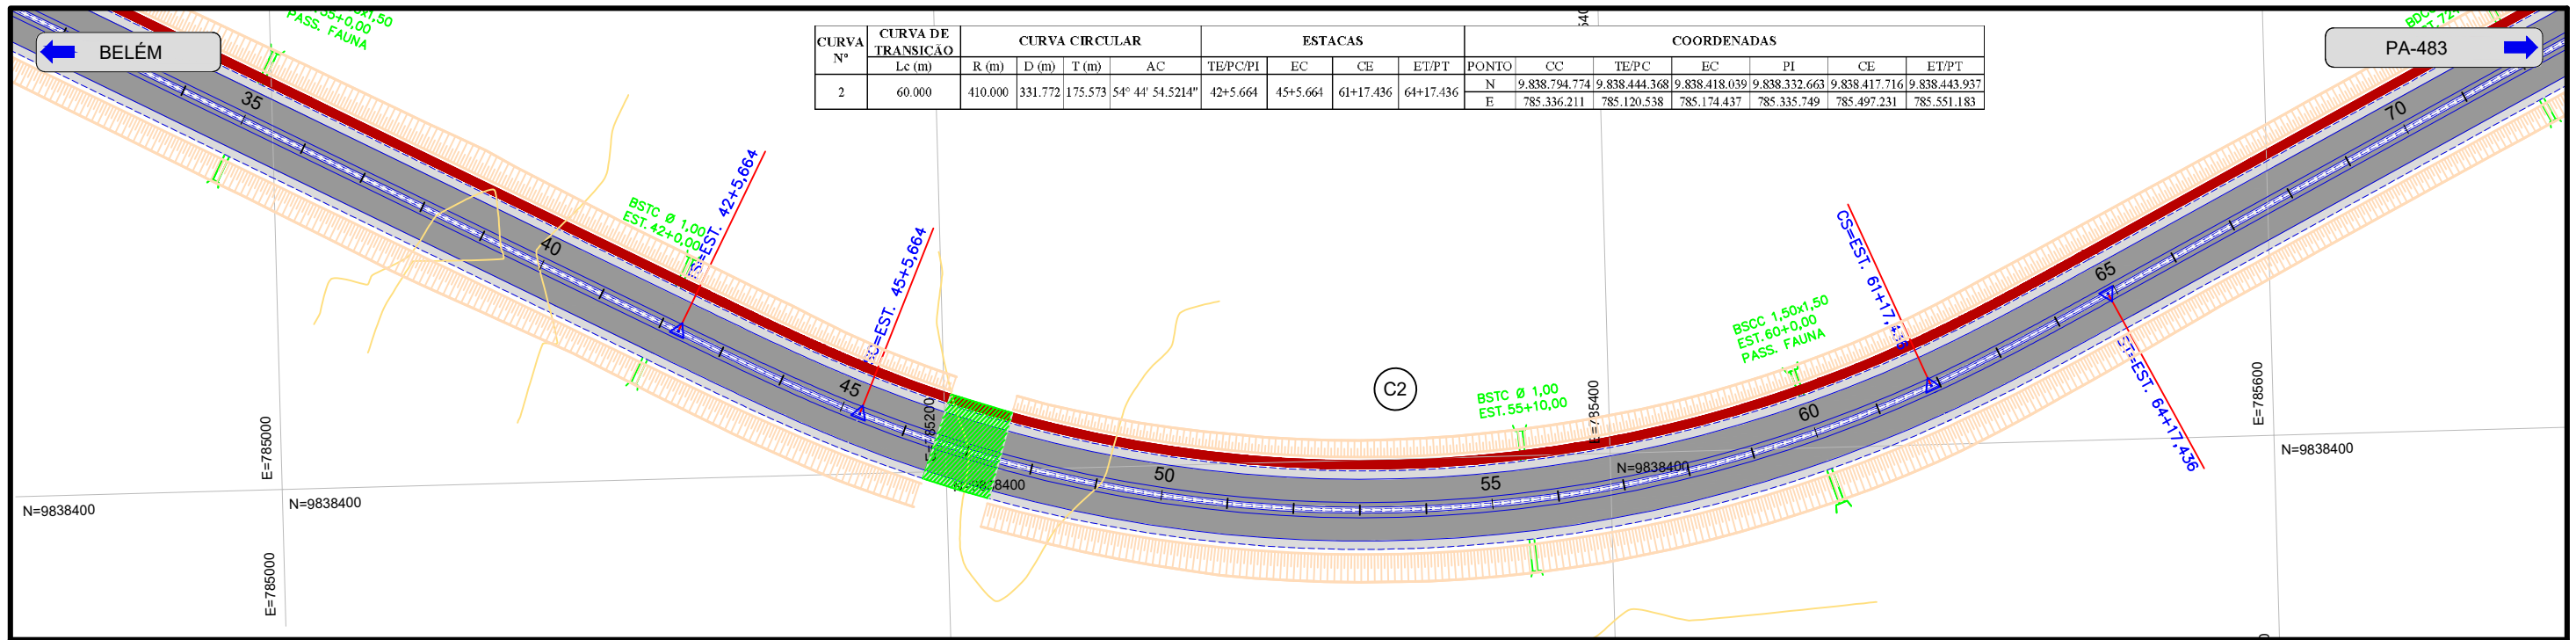 BELÉM
PA-483
PASS. FAUNA
CURVA Nº CURVA DE TRANSIÇÃO CURVA CIRCULAR ESTACAS COORDENADAS
Lc (m) R (m) D (m) T (m) AC TE/PC/PI EC CE ET/PT PONTO CC TE/PC EC PI CE ET/PT
2 60.000 410.000 331.772 175.573 54° 44' 54.5214" 42+5.664 45+5.664 61+17.436 64+17.436 N 9.838.794.774 9.838.444.368 9.838.418.039 9.838.332.663 9.838.417.716 9.838.443.937
E 785.336.211 785.120.538 785.174.437 785.335.749 785.497.231 785.551.183
35
40
45
50
55
60
65
70
BSTC Ø 1,00
EST. 42+0,00
EST. 42+5,664
EST. 45+5,664
C2
BSTC Ø 1,00
EST. 55+10,00
BSCC 1,50x1,50
EST. 60+0,00
PASS. FAUNA
CS=EST. 61+17,436
EST. 64+17,436
E=785000
E=785000
E=785400
E=785600
N=9838400
N=9838400
N=9838400
N=9838400
N=9838400